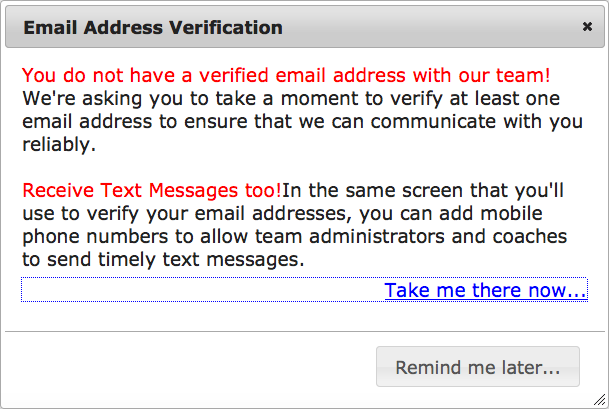 Email Address Verification
You do not have a verified email address with our team!
We're asking you to take a moment to verify at least one
email address to ensure that we can communicate with you
reliably.
Receive Text Messages too!In the same screen that you'll
use to verify your email addresses, you can add mobile
phone numbers to allow team administrators and coaches
to send timely text messages.
Take me there now...
Remind me later...